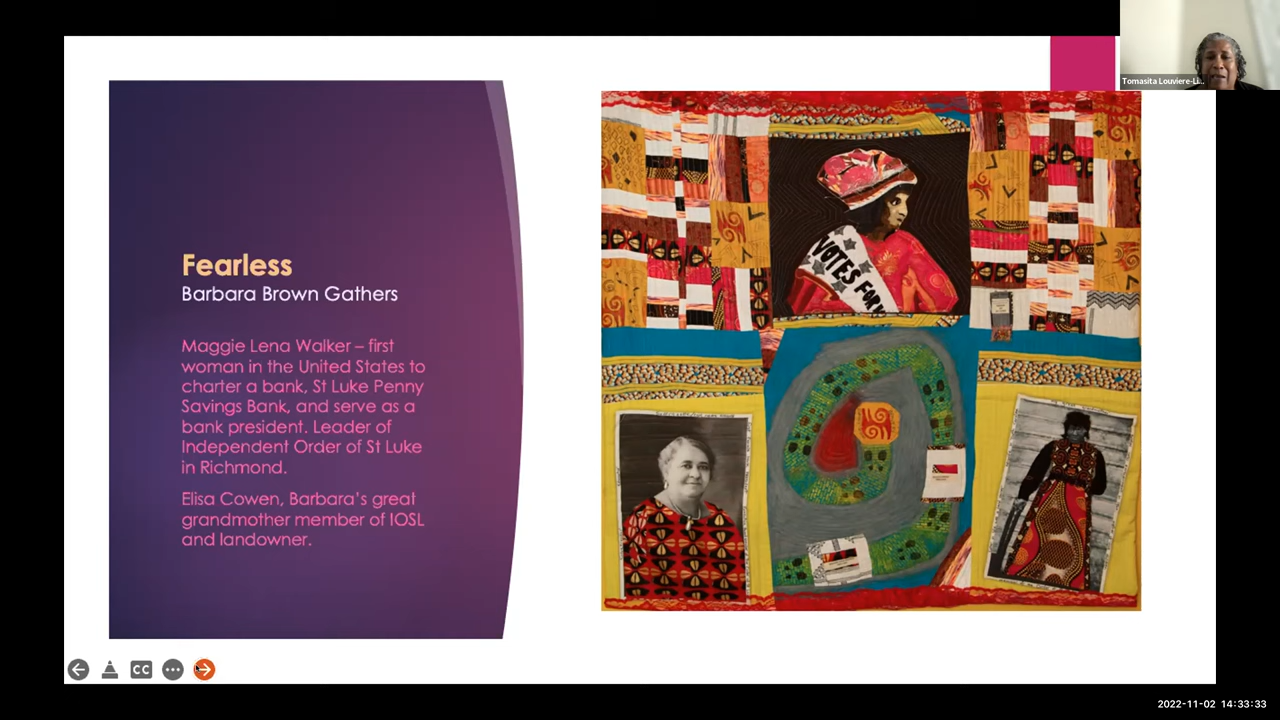 Tomasita Louviere-Li...
Fearless
Barbara Brown Gathers
Maggie Lena Walker – first
woman in the United States to
charter a bank, St Luke Penny
Savings Bank, and serve as a
bank president. Leader of
Independent Order of St Luke
in Richmond.
Elisa Cowen, Barbara's great
grandmother member of IOSL
and landowner.
VOTES FOR W
CC
2022-11-02 14:33:33